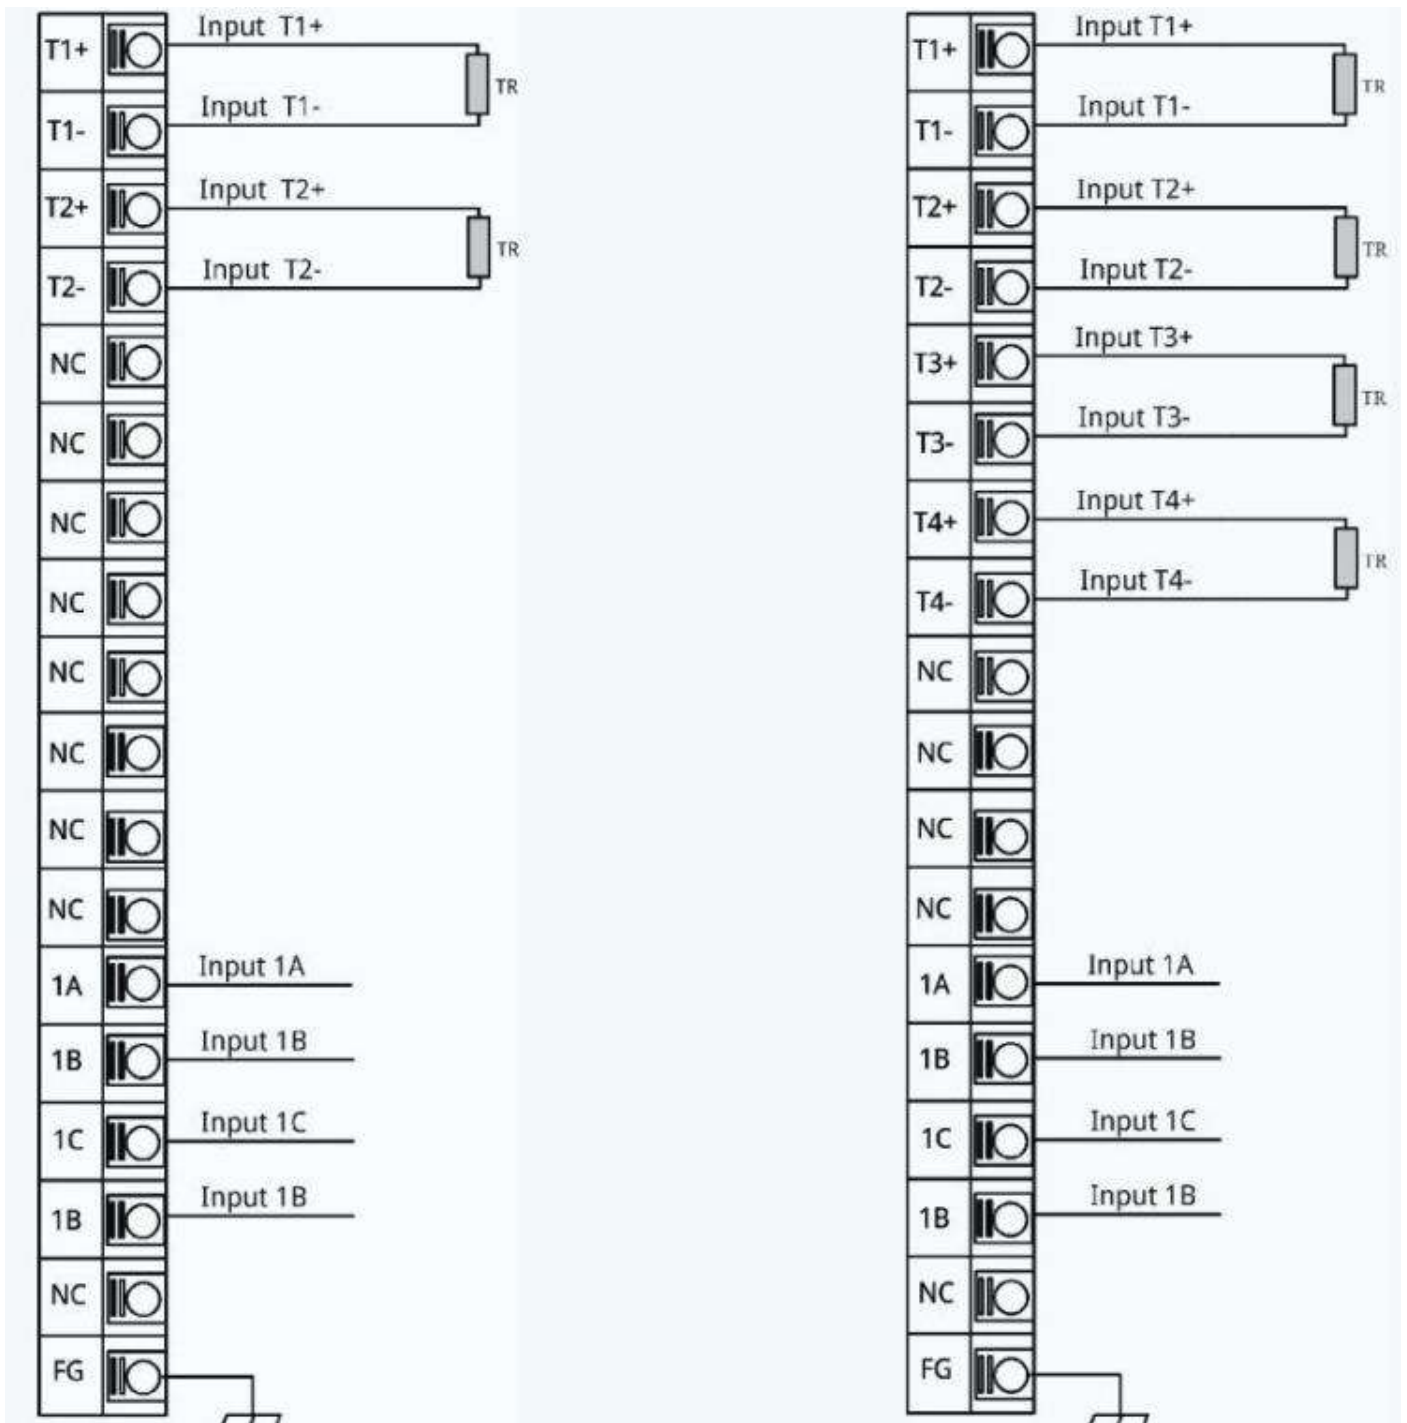 T1+
Input T1+
TR
T1-
Input T1-
T2+
Input T2+
TR
T2-
Input T2-
NC
NC
NC
NC
NC
NC
NC
NC
1A
Input 1A
1B
Input 1B
1C
Input 1C
1B
Input 1B
NC
FG
T1+
Input T1+
TR
T1-
Input T1-
T2+
Input T2+
TR
T2-
Input T2-
T3+
Input T3+
TR
T3-
Input T3-
T4+
Input T4+
TR
T4-
Input T4-
NC
NC
NC
NC
1A
Input 1A
1B
Input 1B
1C
Input 1C
1B
Input 1B
NC
FG